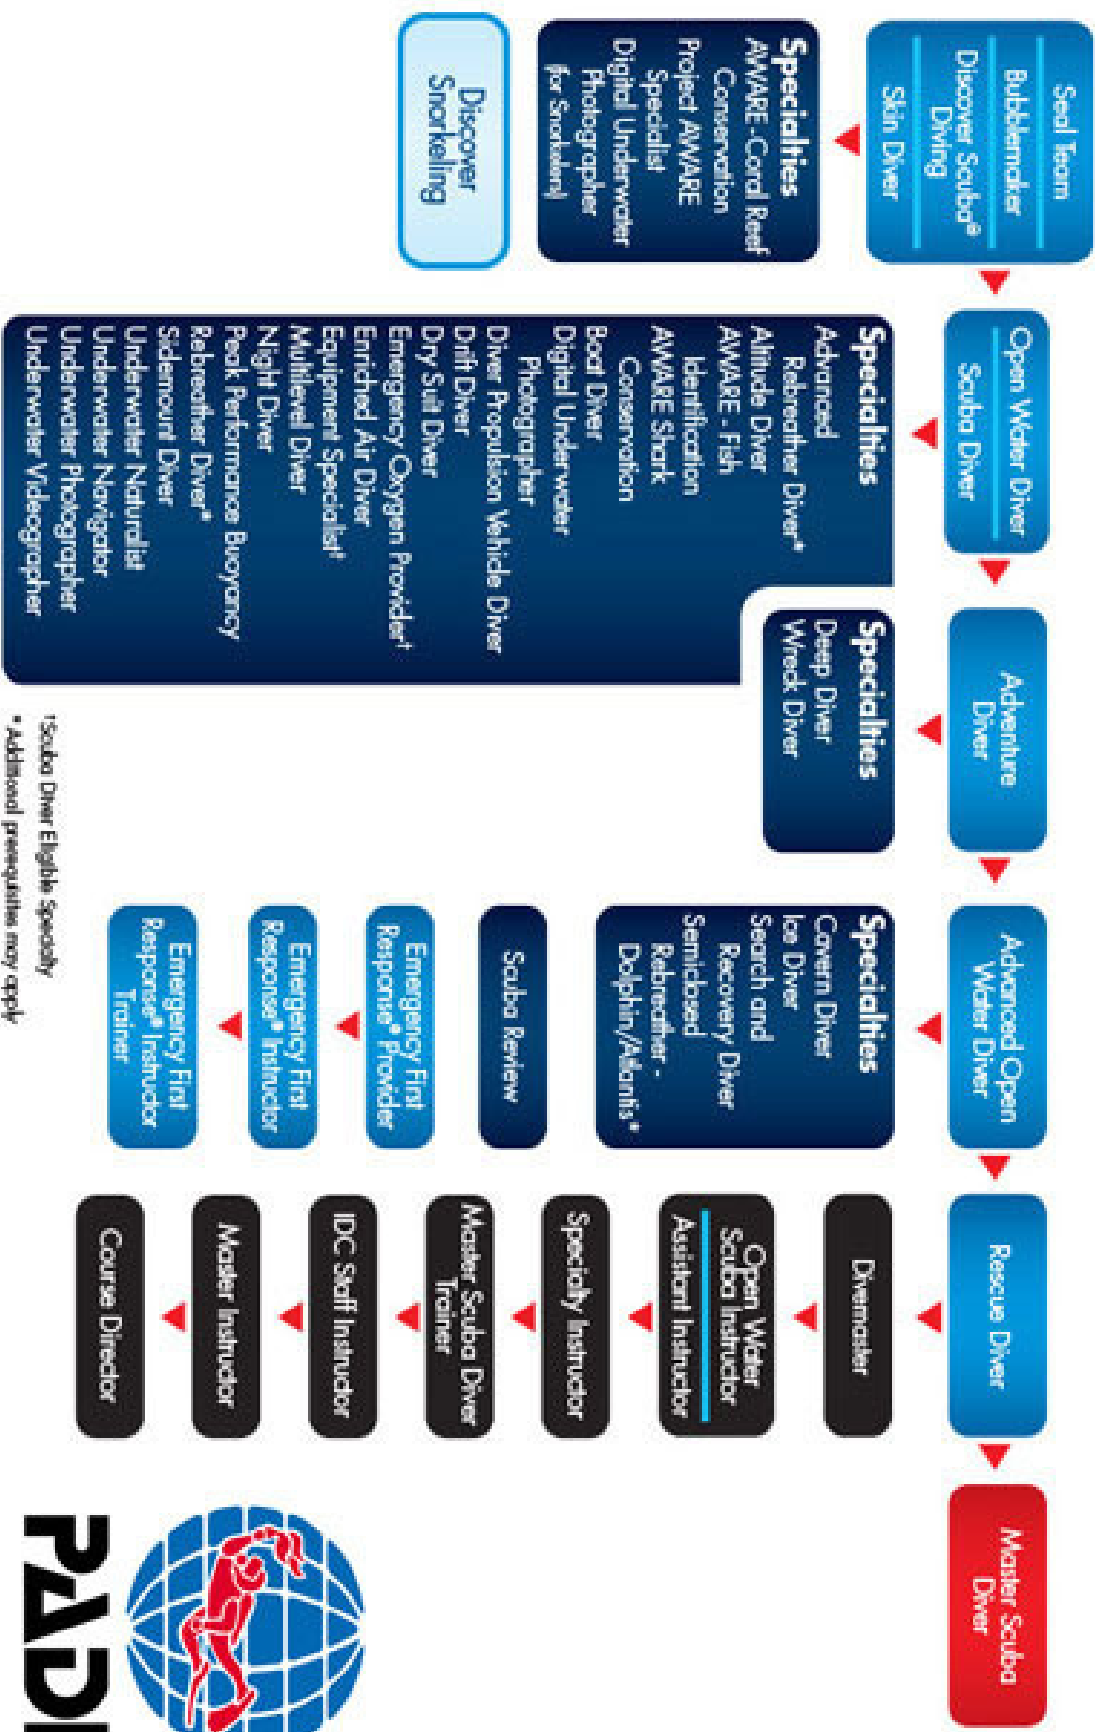 Seal Team
Bubblemaker
Discover Scuba®
Diving
Skin Diver
Specialties
AWARE - Coral Reef
Conservation
Project AWARE
Specialist
Digital Underwater
Photographer
(for Snorkelers)
Discover
Snorkelling
Open Water Diver
Scuba Diver
Specialties
Advanced
Rebreather Diver*
Altitude Diver
AWARE - Fish
Identification
AWARE Shark
Conservation
Boat Diver
Digital Underwater
Photographer
Diver Propulsion Vehicle Diver
Drift Diver
Dry Suit Diver
Emergency Oxygen Provider†
Enriched Air Diver
Equipment Specialist†
Multilevel Diver
Night Diver
Peak Performance Buoyancy
Rebreather Diver*
Sidemount Diver
Underwater Naturalist
Underwater Navigator
Underwater Photographer
Underwater Videographer
Adventure
Diver
Specialties
Deep Diver
Wreck Diver
†Scuba Diver Eligible Specialty
*Additional prerequisites may apply
Advanced Open
Water Diver
Specialties
Cavern Diver
Ice Diver
Search and
Recovery Diver
Semiclosed
Rebreather -
Dolphin/Atlantis*
Scuba Review
Emergency First
Response® Provider
Emergency First
Response® Instructor
Emergency First
Response® Instructor
Trainer
Rescue Diver
Divemaster
Open Water
Scuba Instructor
Assistant Instructor
Specialty Instructor
Master Scuba Diver
Trainer
IDC Staff Instructor
Master Instructor
Course Director
Master Scuba
Diver
PADI